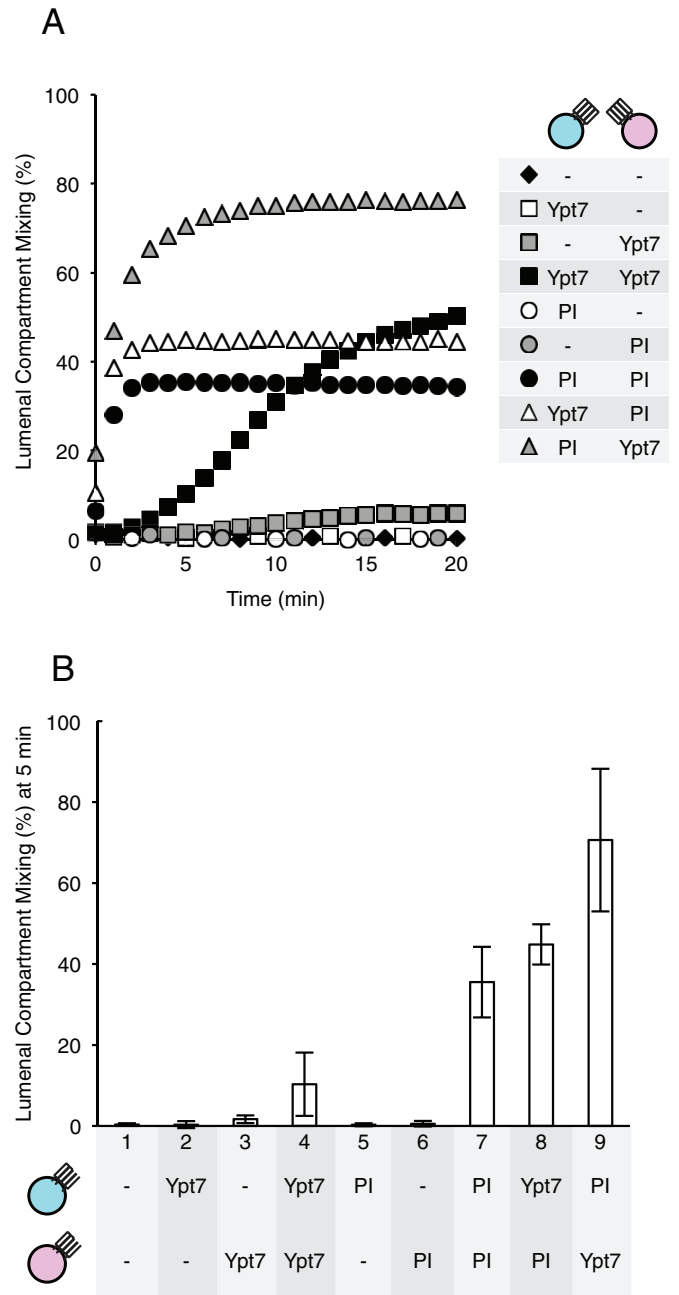 A
Lumenal Compartment Mixing (%)
100
80
60
40
20
0
0 5 10 15 20
Time (min)
- -
Ypt7 -
- Ypt7
Ypt7 Ypt7
PI -
- PI
PI PI
Ypt7 PI
PI Ypt7
B
Lumenal Compartment Mixing (%) at 5 min
100
80
60
40
20
0
1 2 3 4 5 6 7 8 9
- Ypt7 - Ypt7 PI - PI Ypt7 PI
- - Ypt7 Ypt7 - PI PI PI Ypt7